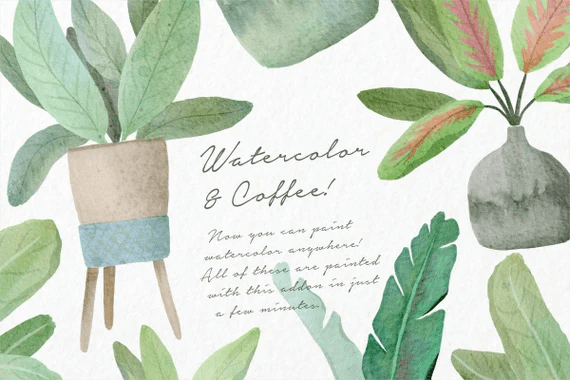 Watercolor
& Coffee!
Now you can paint
watercolor anywhere!
All of these are painted
with this addon in just
a few minutes.